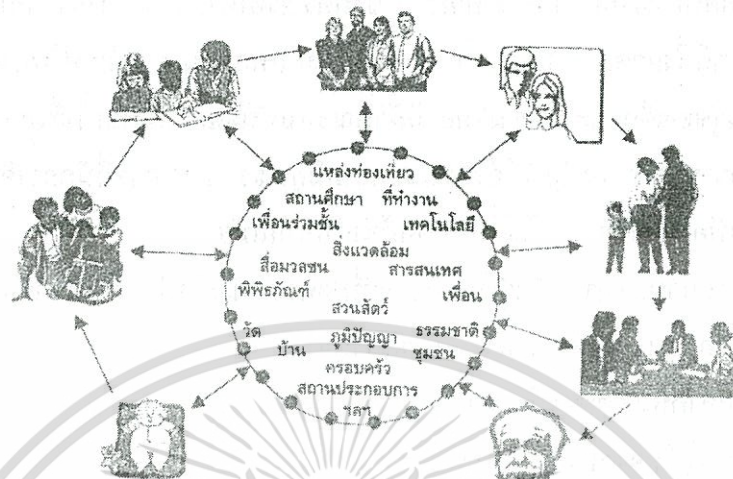 แหล่งท่องเที่ยว
สถานศึกษา ที่ทำงาน
เพื่อนร่วมชั้น เทคโนโลยี
สิ่งแวดล้อม
สื่อมวลชน สารสนเทศ
พิพิธภัณฑ์ เพื่อน
สวนสัตว์
วัด ภูมิปัญญา ธรรมชาติ
บ้าน ชุมชน
ครอบครัว
สถานประกอบการ
ฯลฯ